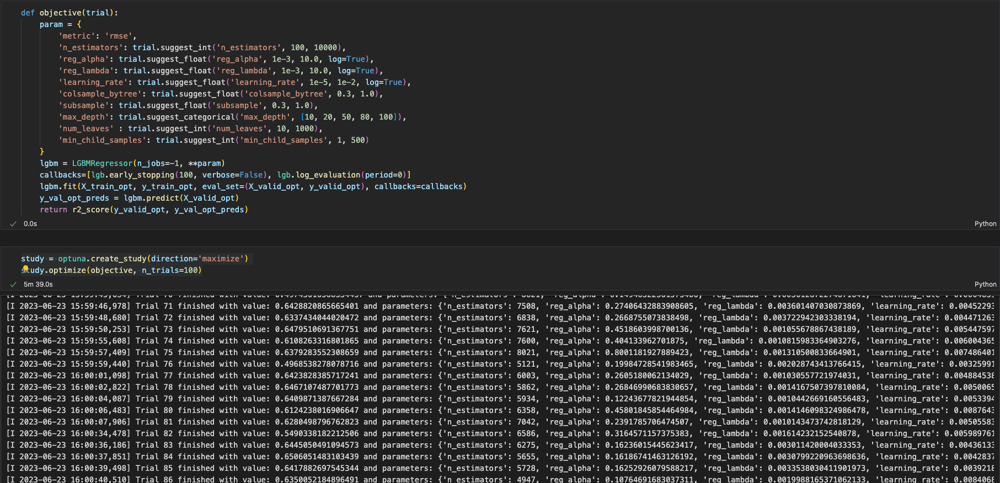 def objective(trial):
    param = {
        'metric': 'rmse',
        'n_estimators': trial.suggest_int('n_estimators', 100, 10000),
        'reg_alpha': trial.suggest_float('reg_alpha', 1e-3, 10.0, log=True),
        'reg_lambda': trial.suggest_float('reg_lambda', 1e-3, 10.0, log=True),
        'learning_rate': trial.suggest_float('learning_rate', 1e-5, 1e-2, log=True),
        'colsample_bytree': trial.suggest_float('colsample_bytree', 0.3, 1.0),
        'subsample': trial.suggest_float('subsample', 0.3, 1.0),
        'max_depth': trial.suggest_categorical('max_depth', [10, 20, 50, 80, 100]),
        'num_leaves' : trial.suggest_int('num_leaves', 10, 1000),
        'min_child_samples': trial.suggest_int('min_child_samples', 1, 500)
    }
    lgbm = LGBMRegressor(n_jobs=-1, **param)
    callbacks=[lgb.early_stopping(100, verbose=False), lgb.log_evaluation(period=0)]
    lgbm.fit(X_train_opt, y_train_opt, eval_set=(X_valid_opt, y_valid_opt), callbacks=callbacks)
    y_val_opt_preds = lgbm.predict(X_valid_opt)
    return r2_score(y_valid_opt, y_val_opt_preds)
0.0s Python
study = optuna.create_study(direction='maximize')
study.optimize(objective, n_trials=100)
5m 39.0s Python
[I 2023-06-23 15:59:46,978] Trial 71 finished with value: 0.6428820865665401 and parameters: {'n_estimators': 7508, 'reg_alpha': 0.27406432883908605, 'reg_lambda': 0.003601407030873869, 'learning_rate': 0.00452293
[I 2023-06-23 15:59:48,680] Trial 72 finished with value: 0.6337434044020472 and parameters: {'n_estimators': 6838, 'reg_alpha': 0.2668755073838498, 'reg_lambda': 0.003722942303338194, 'learning_rate': 0.004471263
[I 2023-06-23 15:59:50,253] Trial 73 finished with value: 0.6479510691367751 and parameters: {'n_estimators': 7621, 'reg_alpha': 0.4518603998700136, 'reg_lambda': 0.001055678867438189, 'learning_rate': 0.005447597
[I 2023-06-23 15:59:55,608] Trial 74 finished with value: 0.6108263316801865 and parameters: {'n_estimators': 7600, 'reg_alpha': 0.404133962701875, 'reg_lambda': 0.0010815983364903276, 'learning_rate': 0.006004365
[I 2023-06-23 15:59:57,409] Trial 75 finished with value: 0.6379283552308659 and parameters: {'n_estimators': 8021, 'reg_alpha': 0.8001181927889423, 'reg_lambda': 0.001310500833664901, 'learning_rate': 0.007486401
[I 2023-06-23 15:59:59,440] Trial 76 finished with value: 0.4968538278078716 and parameters: {'n_estimators': 5121, 'reg_alpha': 0.19984728541983465, 'reg_lambda': 0.002028743413766415, 'learning_rate': 0.00325991
[I 2023-06-23 16:00:01,098] Trial 77 finished with value: 0.6423828385717241 and parameters: {'n_estimators': 6003, 'reg_alpha': 0.2605180062134029, 'reg_lambda': 0.001030557721974031, 'learning_rate': 0.004884538
[I 2023-06-23 16:00:02,822] Trial 78 finished with value: 0.6467107487701773 and parameters: {'n_estimators': 5862, 'reg_alpha': 0.26846990683830657, 'reg_lambda': 0.0014167507397810084, 'learning_rate': 0.0050065
[I 2023-06-23 16:00:04,087] Trial 79 finished with value: 0.6409871387667284 and parameters: {'n_estimators': 5934, 'reg_alpha': 0.12243677821944854, 'reg_lambda': 0.0010442669160556483, 'learning_rate': 0.0053394
[I 2023-06-23 16:00:06,483] Trial 80 finished with value: 0.6124238016906647 and parameters: {'n_estimators': 6358, 'reg_alpha': 0.45801845854464984, 'reg_lambda': 0.0014146098324986478, 'learning_rate': 0.0087643
[I 2023-06-23 16:00:07,906] Trial 81 finished with value: 0.6280498796762823 and parameters: {'n_estimators': 7042, 'reg_alpha': 0.2391785706474507, 'reg_lambda': 0.0010143473742818129, 'learning_rate': 0.00505583
[I 2023-06-23 16:00:34,478] Trial 82 finished with value: 0.5490338182212506 and parameters: {'n_estimators': 6586, 'reg_alpha': 0.3164571157375383, 'reg_lambda': 0.001614232152540878, 'learning_rate': 0.005989761
[I 2023-06-23 16:00:36,186] Trial 83 finished with value: 0.6445050491094573 and parameters: {'n_estimators': 6275, 'reg_alpha': 0.16236015445623417, 'reg_lambda': 0.003011420004033353, 'learning_rate': 0.00436133
[I 2023-06-23 16:00:37,851] Trial 84 finished with value: 0.6506051483103439 and parameters: {'n_estimators': 5655, 'reg_alpha': 0.16186741463126192, 'reg_lambda': 0.0030799220963698636, 'learning_rate': 0.0042837
[I 2023-06-23 16:00:39,498] Trial 85 finished with value: 0.6417882697545344 and parameters: {'n_estimators': 5728, 'reg_alpha': 0.16252926079588217, 'reg_lambda': 0.0033538030411901973, 'learning_rate': 0.0039218
[I 2023-06-23 16:00:40,510] Trial 86 finished with value: 0.6350052184896491 and parameters: {'n_estimators': 4947, 'reg_alpha': 0.10764691683037311, 'reg_lambda': 0.0019988165371062133, 'learning_rate': 0.0084068